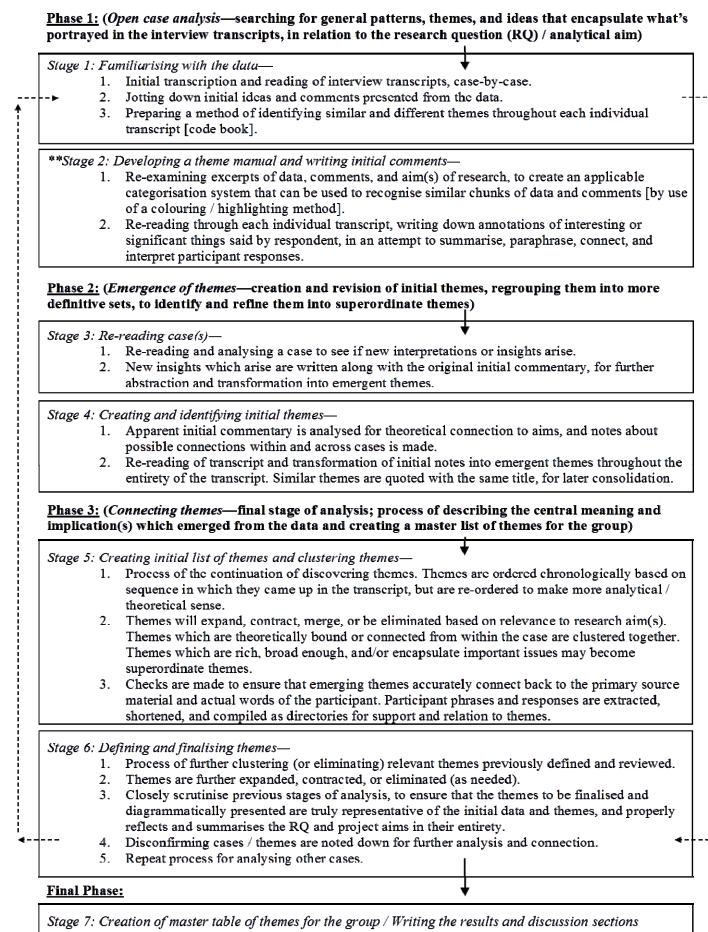 Phase 1: (Open case analysis—searching for general patterns, themes, and ideas that encapsulate what's
portrayed in the interview transcripts, in relation to the research question (RQ) / analytical aim)
Stage 1: Familiarising with the data—
1. Initial transcription and reading of interview transcripts, case-by-case.
2. Jotting down initial ideas and comments presented from the data.
3. Preparing a method of identifying similar and different themes throughout each individual
transcript [code book].
**Stage 2: Developing a theme manual and writing initial comments—
1. Re-examining excerpts of data, comments, and aim(s) of research, to create an applicable
categorisation system that can be used to recognise similar chunks of data and comments [by use
of a colouring / highlighting method].
2. Re-reading through each individual transcript, writing down annotations of interesting or
significant things said by respondent, in an attempt to summarise, paraphrase, connect, and
interpret participant responses.
Phase 2: (Emergence of themes—creation and revision of initial themes, regrouping them into more
definitive sets, to identify and refine them into superordinate themes)
Stage 3: Re-reading case(s)—
1. Re-reading and analysing a case to see if new interpretations or insights arise.
2. New insights which arise are written along with the original initial commentary, for further
abstraction and transformation into emergent themes.
Stage 4: Creating and identifying initial themes—
1. Apparent initial commentary is analysed for theoretical connection to aims, and notes about
possible connections within and across cases is made.
2. Re-reading of transcript and transformation of initial notes into emergent themes throughout the
entirety of the transcript. Similar themes are quoted with the same title, for later consolidation.
Phase 3: (Connecting themes—final stage of analysis; process of describing the central meaning and
implication(s) which emerged from the data and creating a master list of themes for the group)
Stage 5: Creating initial list of themes and clustering themes—
1. Process of the continuation of discovering themes. Themes are ordered chronologically based on
sequence in which they came up in the transcript, but are re-ordered to make more analytical /
theoretical sense.
2. Themes will expand, contract, merge, or be eliminated based on relevance to research aim(s).
Themes which are theoretically bound or connected from within the case are clustered together.
Themes which are rich, broad enough, and/or encapsulate important issues may become
superordinate themes.
3. Checks are made to ensure that emerging themes accurately connect back to the primary source
material and actual words of the participant. Participant phrases and responses are extracted,
shortened, and compiled as directories for support and relation to themes.
Stage 6: Defining and finalising themes—
1. Process of further clustering (or eliminating) relevant themes previously defined and reviewed.
2. Themes are further expanded, contracted, or eliminated (as needed).
3. Closely scrutinise previous stages of analysis, to ensure that the themes to be finalised and
diagrammatically presented are truly representative of the initial data and themes, and properly
reflects and summarises the RQ and project aims in their entirety.
4. Disconfirming cases / themes are noted down for further analysis and connection.
5. Repeat process for analysing other cases.
Final Phase:
Stage 7: Creation of master table of themes for the group / Writing the results and discussion sections